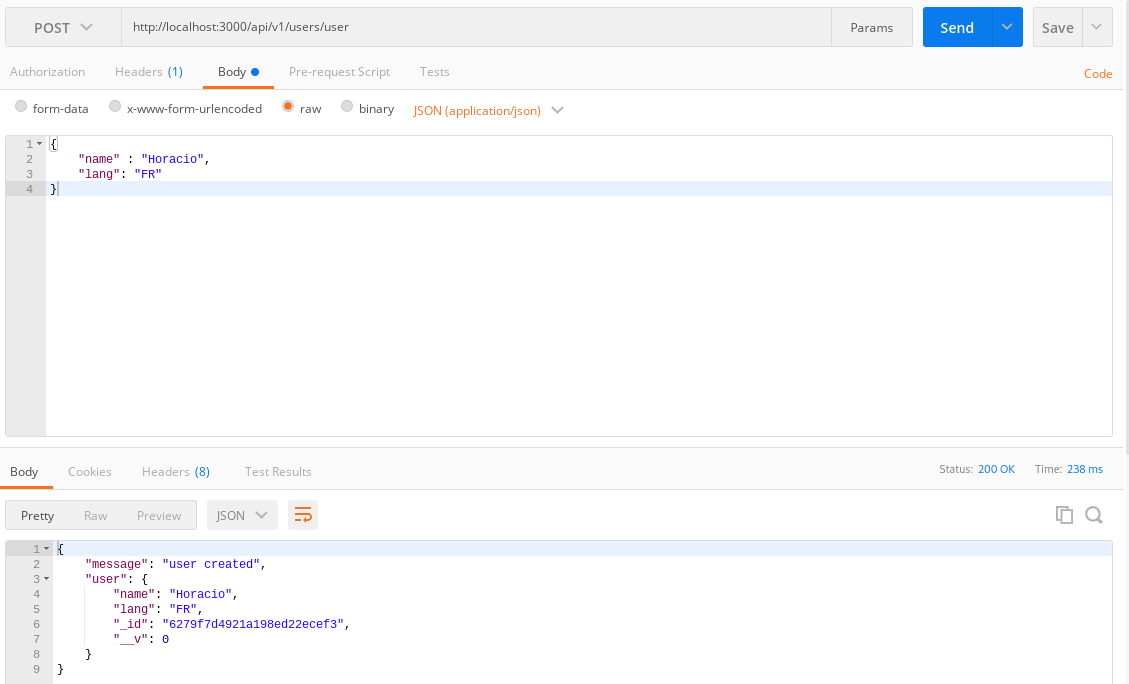 POST http://localhost:3000/api/v1/users/user Params Send Save
Authorization Headers (1) Body Pre-request Script Tests Code
form-data x-www-form-urlencoded raw binary JSON (application/json)
1 {
2 "name" : "Horacio",
3 "lang": "FR"
4 }
Body Cookies Headers (8) Test Results Status: 200 OK Time: 238 ms
Pretty Raw Preview JSON
1 {
2 "message": "user created",
3 "user": {
4 "name": "Horacio",
5 "lang": "FR",
6 "_id": "6279f7d4921a198ed22ecef3",
7 "__v": 0
8 }
9 }